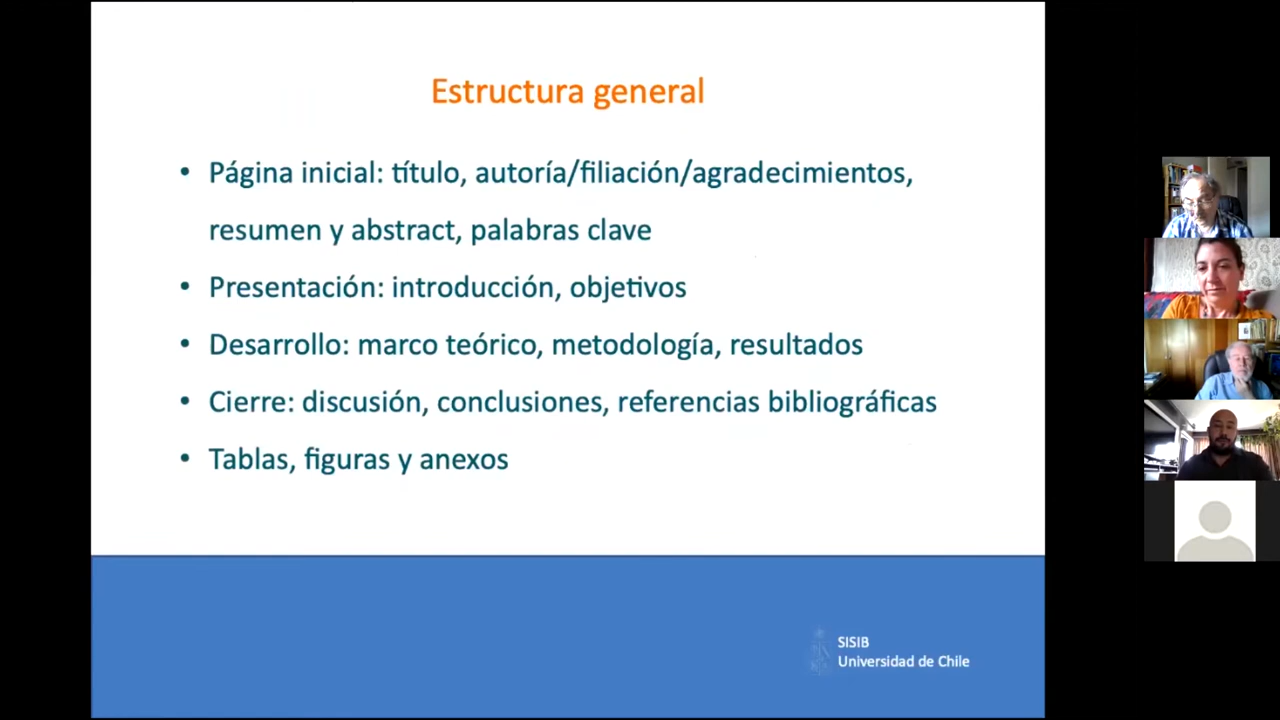 Estructura general
• Página inicial: título, autoría/filiación/agradecimientos,
resumen y abstract, palabras clave
• Presentación: introducción, objetivos
• Desarrollo: marco teórico, metodología, resultados
• Cierre: discusión, conclusiones, referencias bibliográficas
• Tablas, figuras y anexos
SISIB
Universidad de Chile